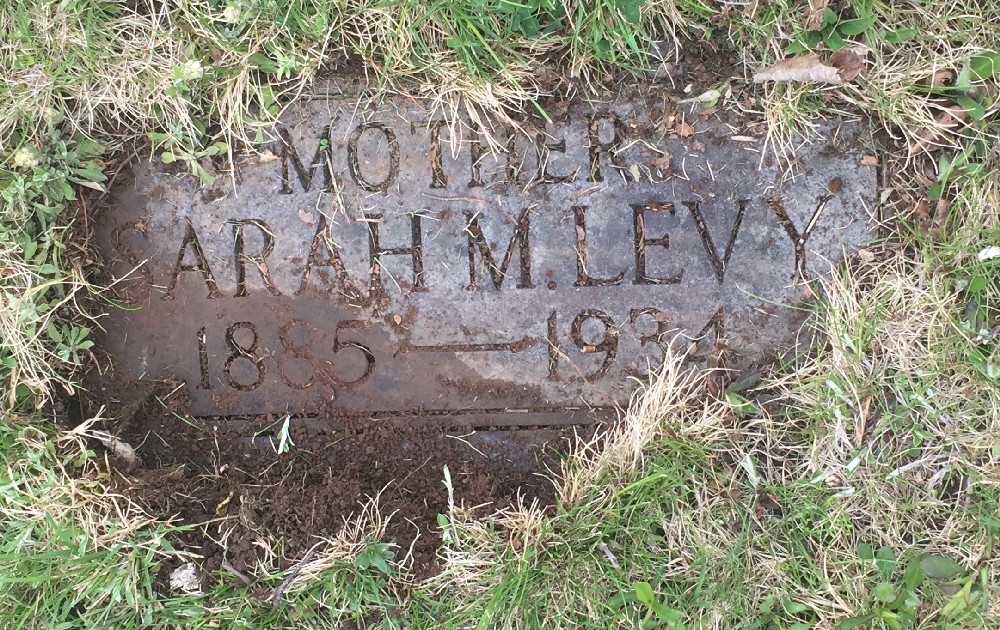 MOTHER
SARAH M. LEVY
1885 — 1934